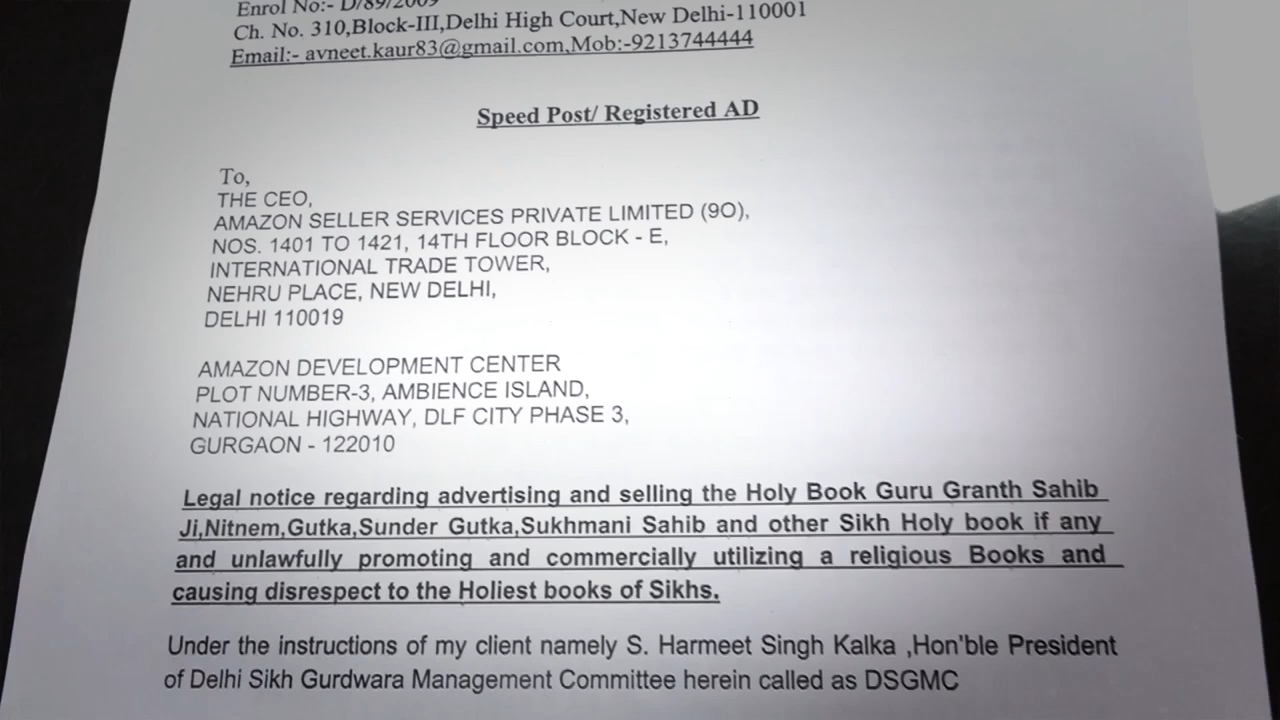 Enrol No:- D/89/2009
Ch. No. 310,Block-III,Delhi High Court,New Delhi-110001
Email:- avneet.kaur83@gmail.com,Mob:-9213744444
Speed Post/ Registered AD
To,
THE CEO,
AMAZON SELLER SERVICES PRIVATE LIMITED (9O),
NOS. 1401 TO 1421, 14TH FLOOR BLOCK - E,
INTERNATIONAL TRADE TOWER,
NEHRU PLACE, NEW DELHI,
DELHI 110019
AMAZON DEVELOPMENT CENTER
PLOT NUMBER-3, AMBIENCE ISLAND,
NATIONAL HIGHWAY, DLF CITY PHASE 3,
GURGAON - 122010
Legal notice regarding advertising and selling the Holy Book Guru Granth Sahib
Ji,Nitnem,Gutka,Sunder Gutka,Sukhmani Sahib and other Sikh Holy book if any
and unlawfully promoting and commercially utilizing a religious Books and
causing disrespect to the Holiest books of Sikhs.
Under the instructions of my client namely S. Harmeet Singh Kalka ,Hon'ble President
of Delhi Sikh Gurdwara Management Committee herein called as DSGMC